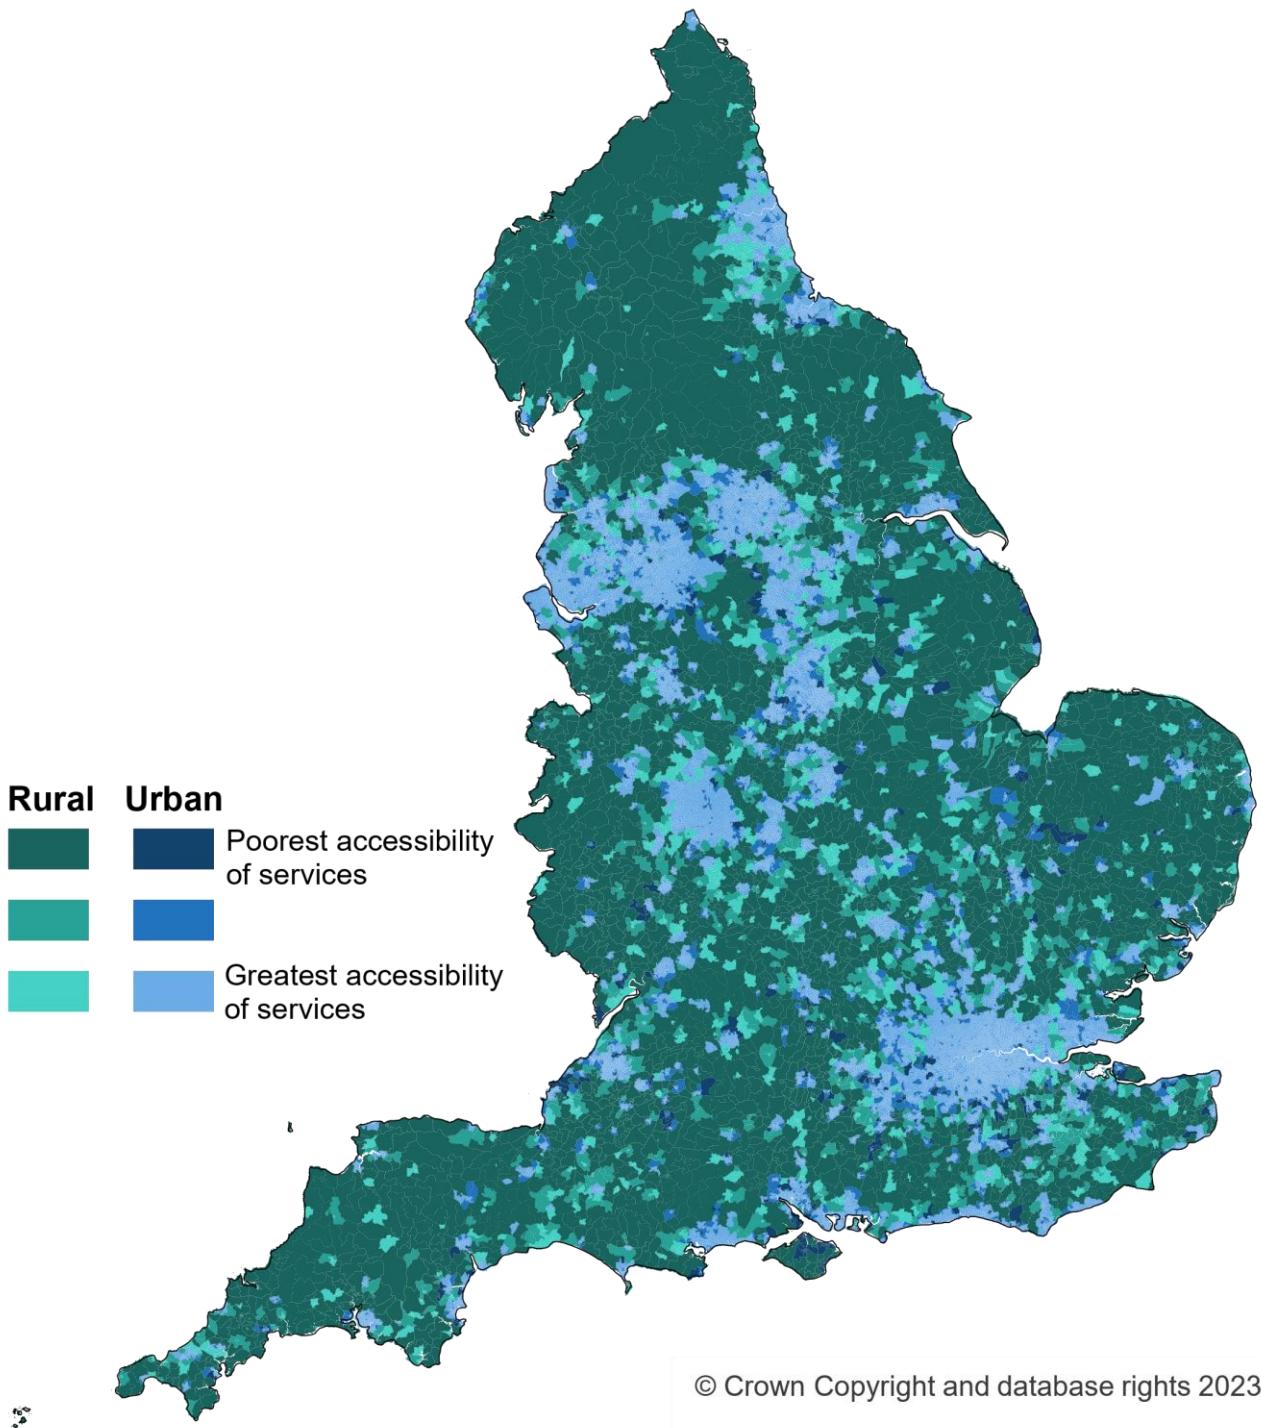 Rural Urban
Poorest accessibility
of services
Greatest accessibility
of services
© Crown Copyright and database rights 2023